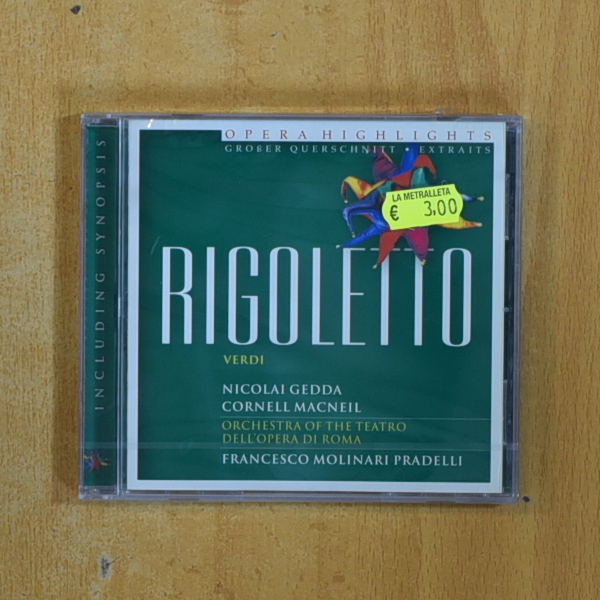 INCLUDING SYNOPSIS
OPERA HIGHLIGHTS
GROßER QUERSCHNITT • EXTRAITS
LA METRALLETA
€ 3,00
RIGOLETTO
VERDI
NICOLAI GEDDA
CORNELL MACNEIL
ORCHESTRA OF THE TEATRO
DELL'OPERA DI ROMA
FRANCESCO MOLINARI PRADELLI